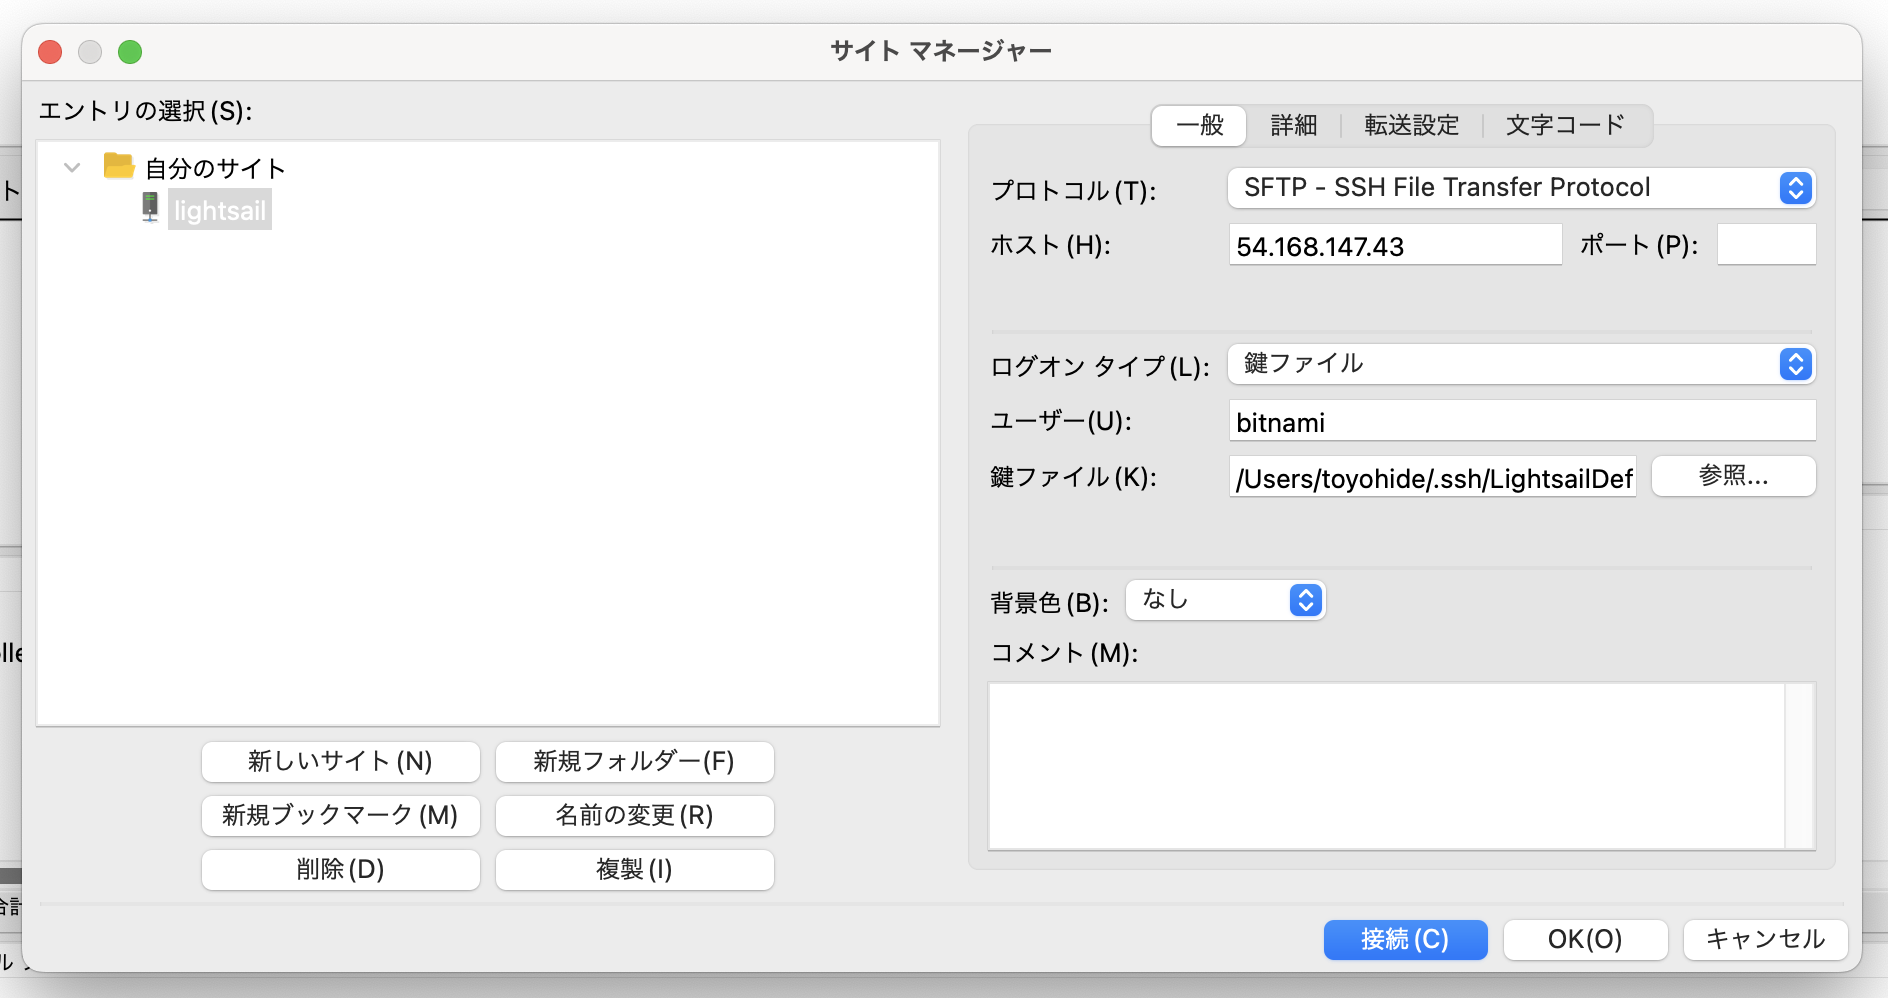 サイト マネージャー
エントリの選択(S):
自分のサイト
lightsail
一般
詳細
転送設定
文字コード
プロトコル(T):
SFTP - SSH File Transfer Protocol
ホスト(H):
54.168.147.43
ポート(P):
ログオン タイプ(L):
鍵ファイル
ユーザー(U):
bitnami
鍵ファイル(K):
/Users/toyohide/.ssh/LightsailDef
参照...
背景色(B):
なし
コメント(M):
新しいサイト(N)
新規フォルダー(F)
新規ブックマーク(M)
名前の変更(R)
削除(D)
複製(I)
接続(C)
OK(O)
キャンセル